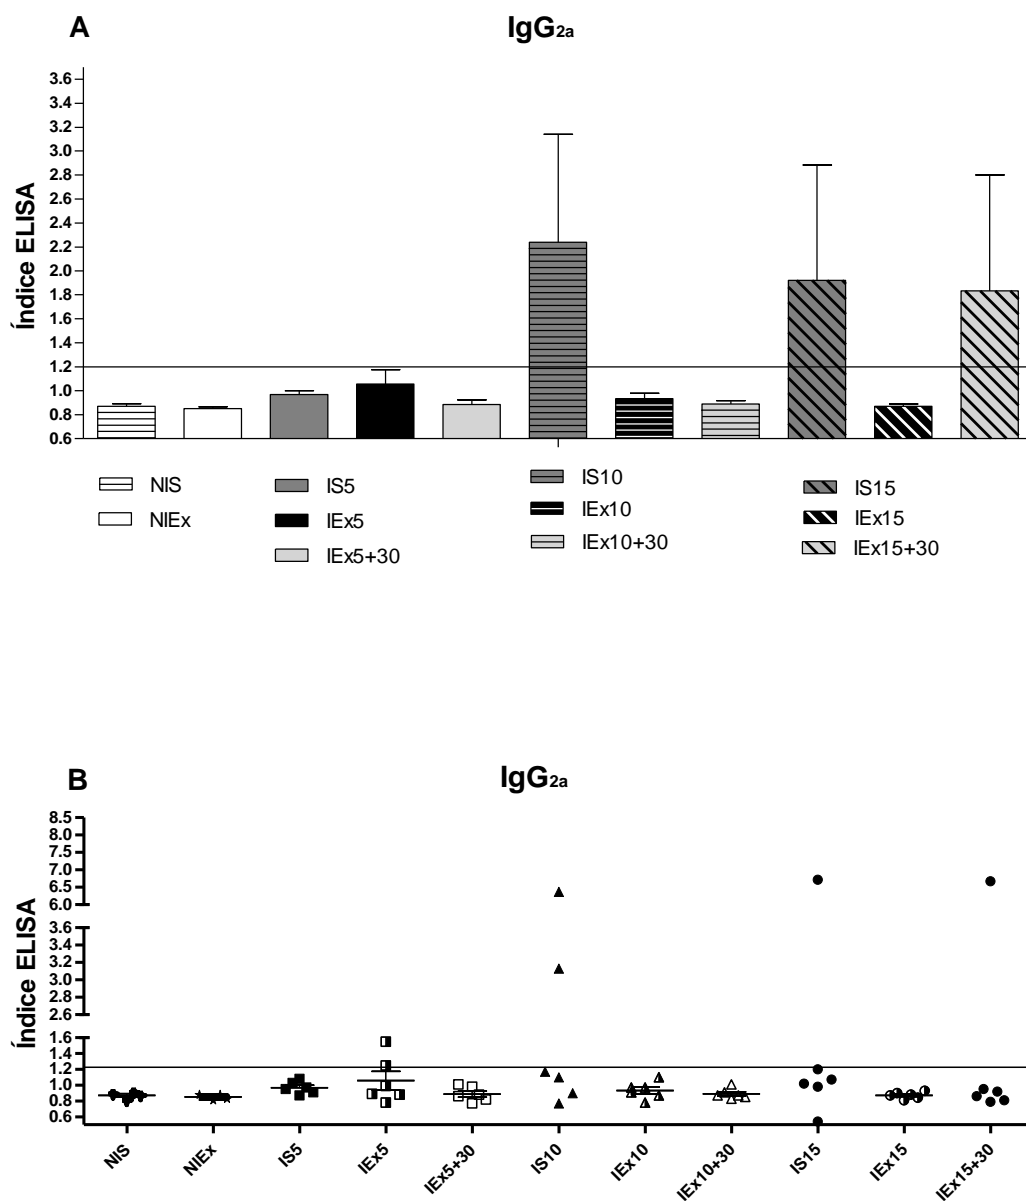 A
IgG2a
Índice ELISA
3.6
3.4
3.2
3.0
2.8
2.6
2.4
2.2
2.0
1.8
1.6
1.4
1.2
1.0
0.8
0.6
NIS
NIEx
IS5
IEx5
IEx5+30
IS10
IEx10
IEx10+30
IS15
IEx15
IEx15+30
B
IgG2a
Índice ELISA
8.5
8.0
7.5
7.0
6.5
6.0
3.6
3.4
3.2
3.0
2.8
2.6
1.6
1.4
1.2
1.0
0.8
0.6
NIS
NIEx
IS5
IEx5
IEx5+30
IS10
IEx10
IEx10+30
IS15
IEx15
IEx15+30